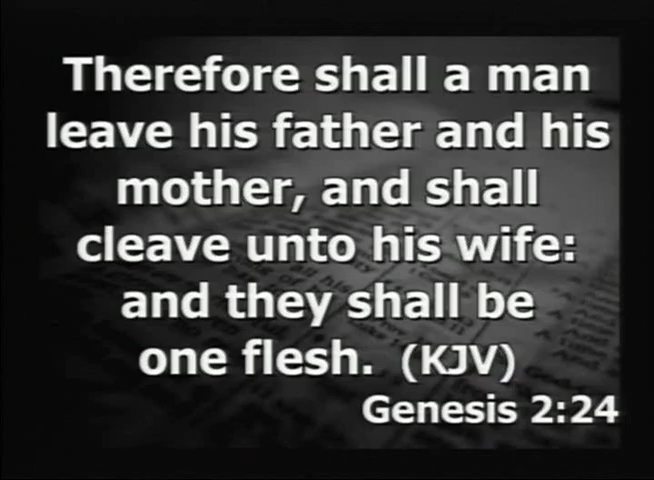 Therefore shall a man
leave his father and his
mother, and shall
cleave unto his wife:
and they shall be
one flesh. (KJV)
Genesis 2:24